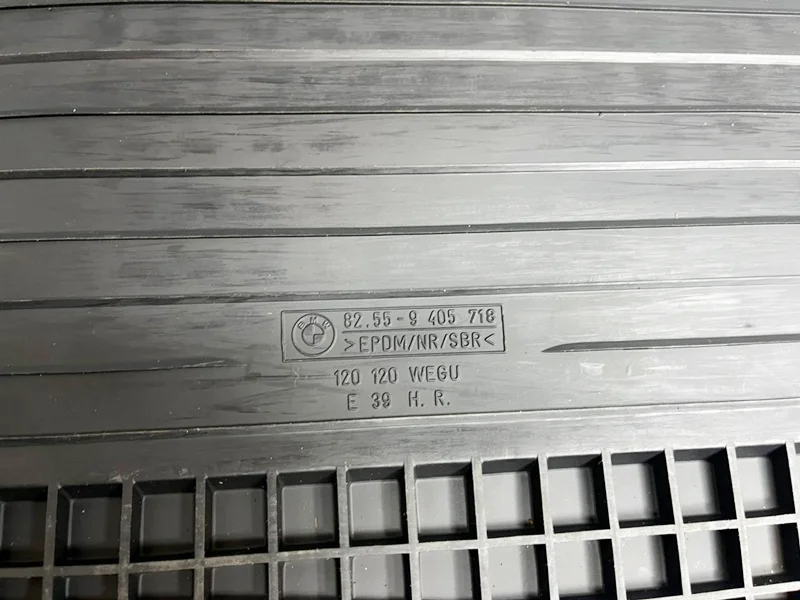 BMW
82.55-9 405 718
>EPDM/NR/SBR<
120 120 WEGU
E 39 H.R.